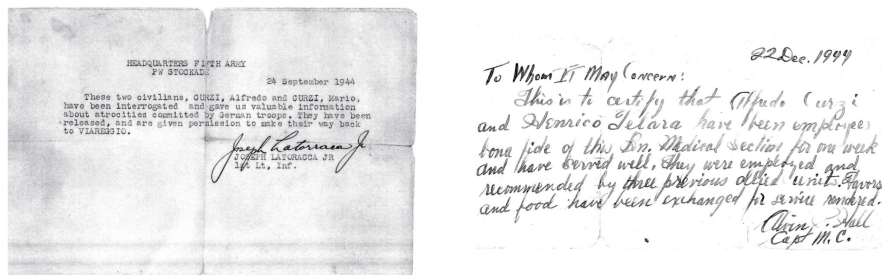 HEADQUARTERS FIFTH ARMY
PW STOCKADE
24 September 1944
These two civilians, CURZI, Alfredo and CURZI, Mario,
have been interrogated and gave us valuable information
about atrocities committed by German troops. They have been
released, and are given permission to make their way back
to VIAREGGIO.
Joseph Latorraca Jr
JOSEPH LATORACCA JR
1st Lt, Inf.
22 Dec. 1944
To Whom It May Concern:
This is to certify that Alfredo Curzi
and Henrico Telara have been employees
bona fide of this Bn. Medical Section for one week
and have served well. They were employed and
recommended by three previous allied units. Favors
and food have been exchanged for service rendered.
Alvin Hall
Capt M.C.